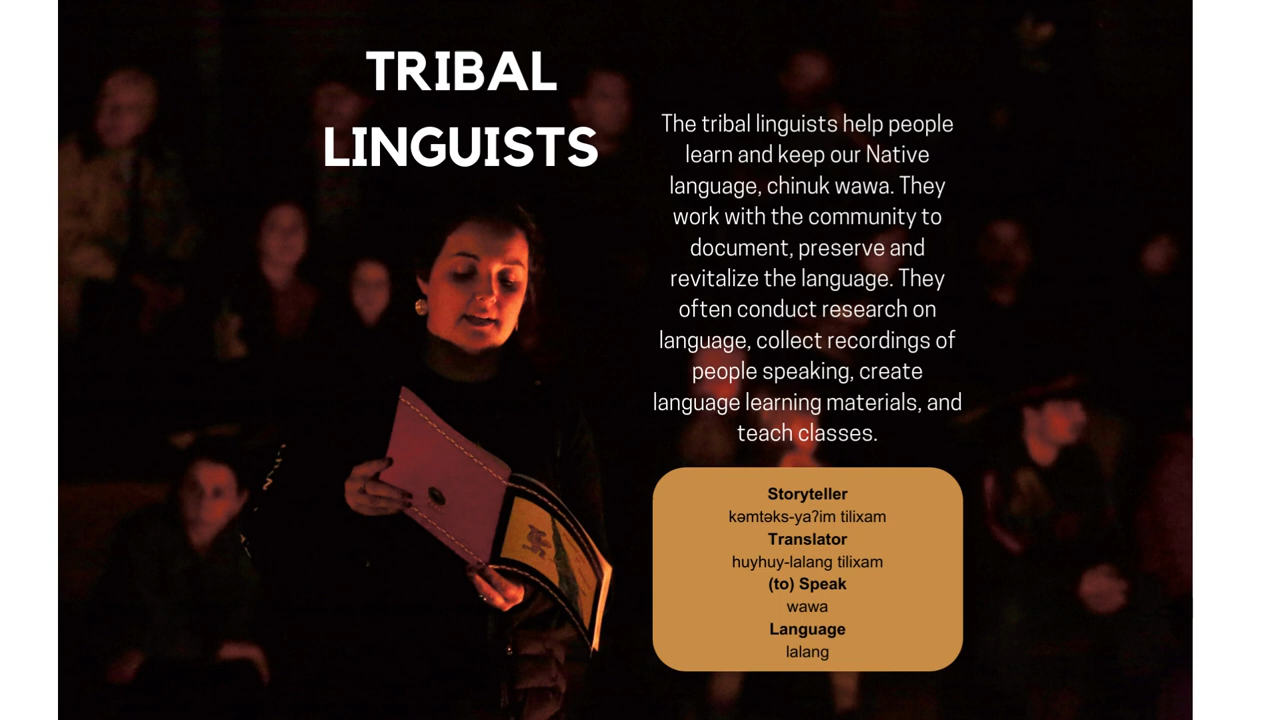 TRIBAL
LINGUISTS
The tribal linguists help people
learn and keep our Native
language, chinuk wawa. They
work with the community to
document, preserve and
revitalize the language. They
often conduct research on
language, collect recordings of
people speaking, create
language learning materials, and
teach classes.
Storyteller
kəmtəks-yaʔim tilixam
Translator
huyhuy-lalang tilixam
(to) Speak
wawa
Language
lalang